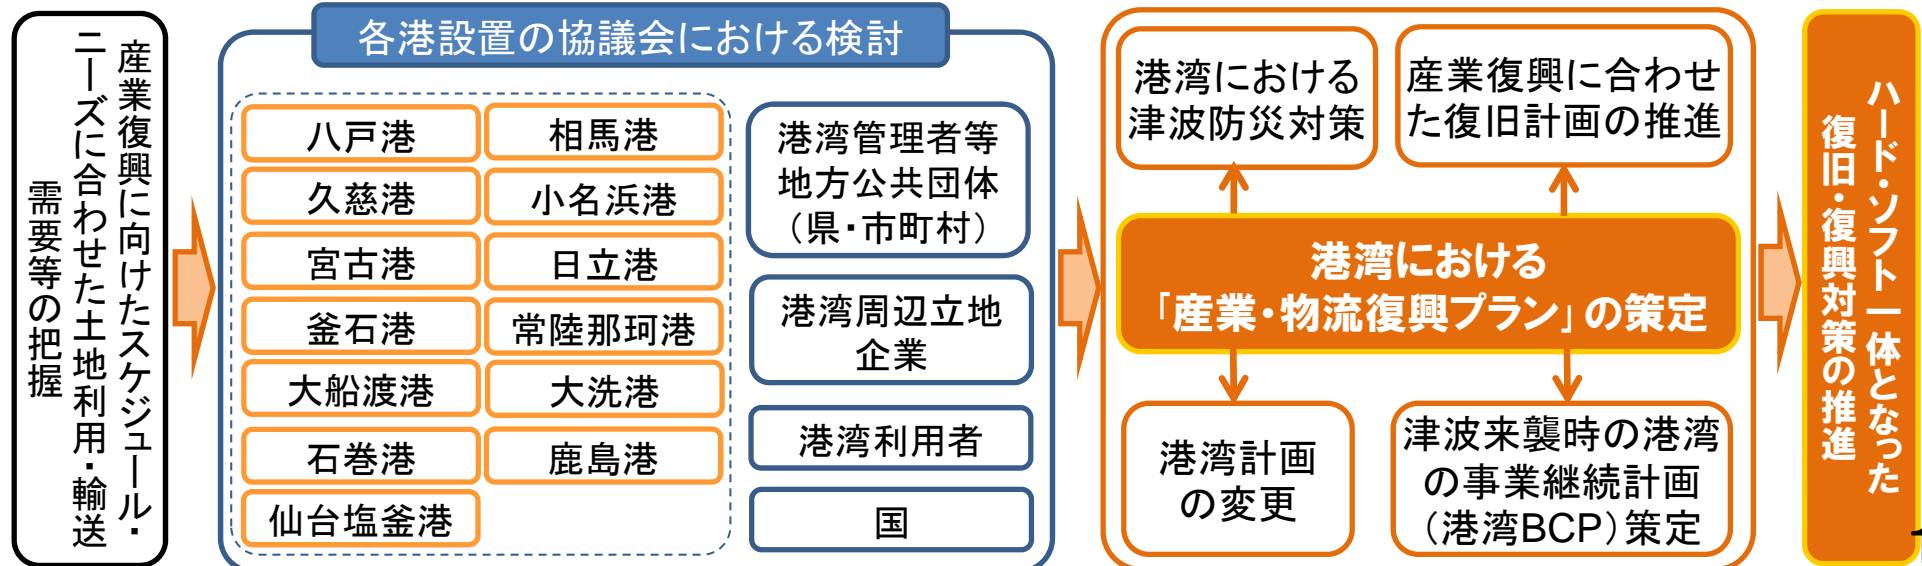 産業復興に向けたスケジュール・
ニーズに合わせた土地利用・輸送
需要等の把握
各港設置の協議会における検討
八戸港
相馬港
久慈港
小名浜港
宮古港
日立港
釜石港
常陸那珂港
大船渡港
大洗港
石巻港
鹿島港
仙台塩釜港
港湾管理者等
地方公共団体
（県・市町村）
港湾周辺立地
企業
港湾利用者
国
港湾における
津波防災対策
産業復興に合わせ
た復旧計画の推進
港湾における
「産業・物流復興プラン」の策定
港湾計画
の変更
津波来襲時の港湾
の事業継続計画
（港湾BCP）策定
ハード・ソフト一体となった
復旧・復興対策の推進